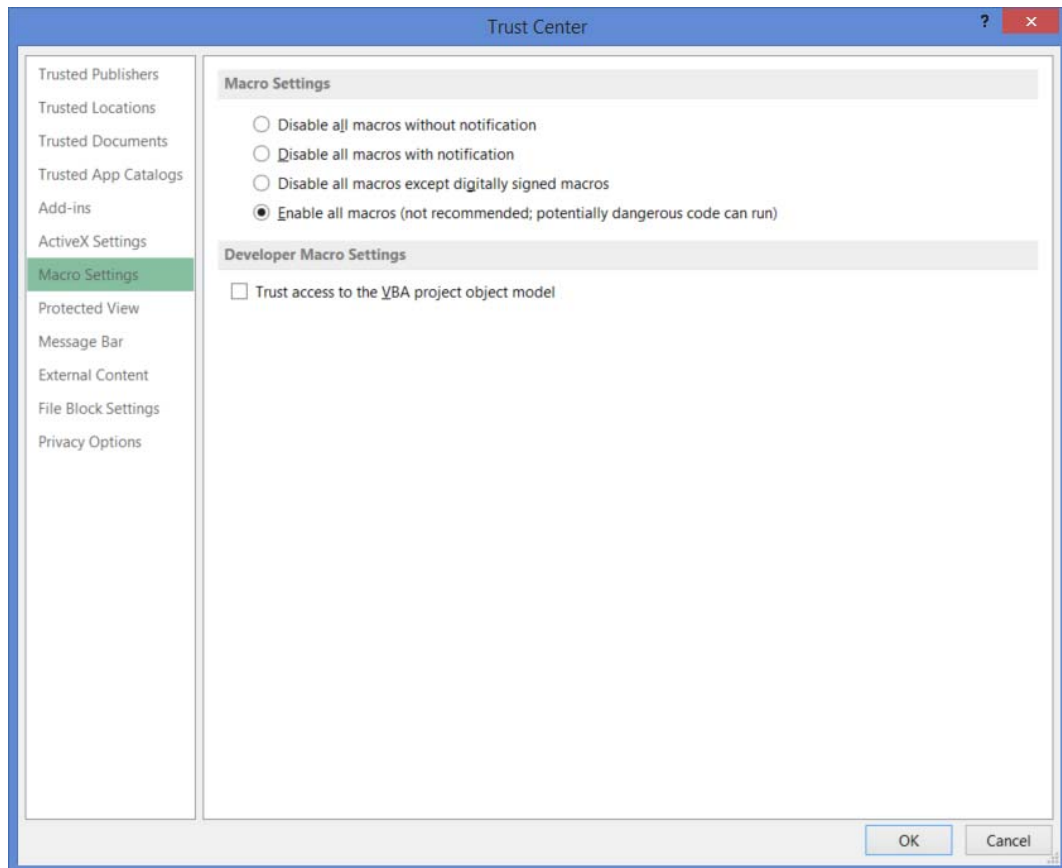 Trust Center
?
Trusted Publishers
Trusted Locations
Trusted Documents
Trusted App Catalogs
Add-ins
ActiveX Settings
Macro Settings
Protected View
Message Bar
External Content
File Block Settings
Privacy Options
Macro Settings
Disable all macros without notification
Disable all macros with notification
Disable all macros except digitally signed macros
Enable all macros (not recommended; potentially dangerous code can run)
Developer Macro Settings
Trust access to the VBA project object model
OK
Cancel